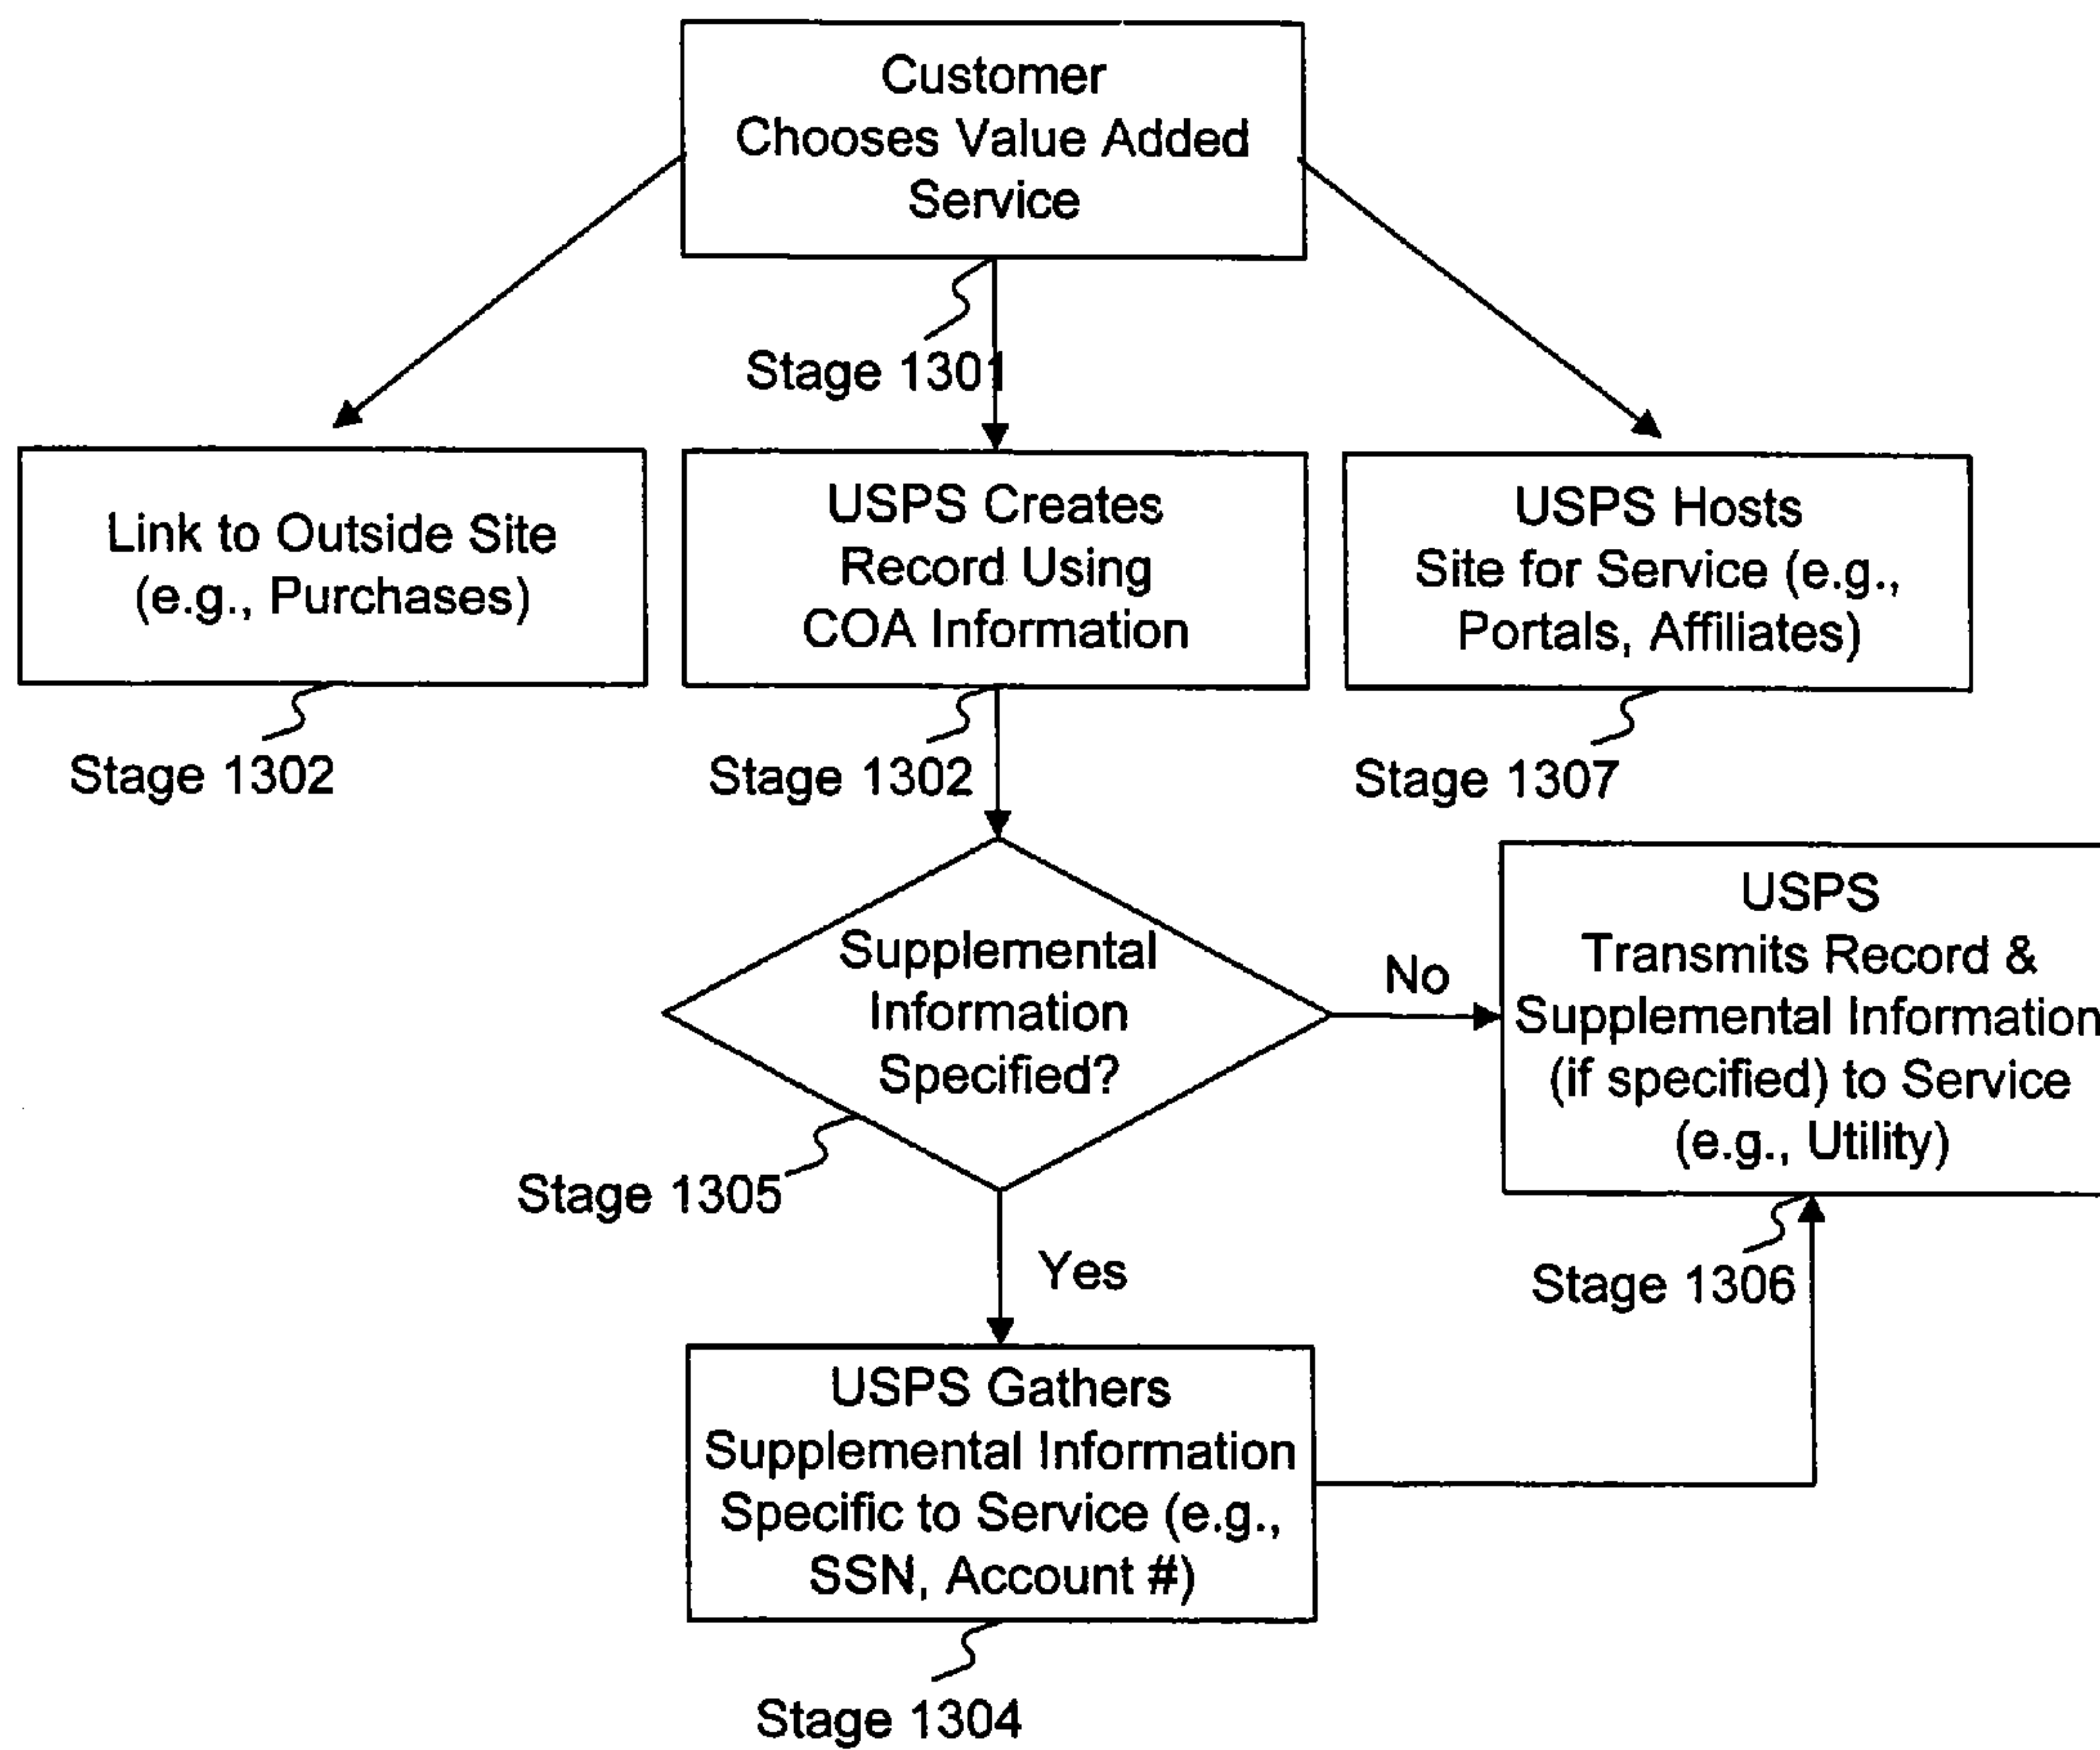 Customer
Chooses Value Added
Service
Stage 1301
Link to Outside Site
(e.g., Purchases)
Stage 1302
USPS Creates
Record Using
COA Information
Stage 1302
USPS Hosts
Site for Service (e.g.,
Portals, Affiliates)
Stage 1307
Supplemental
Information
Specified?
Stage 1305
No
USPS
Transmits Record &
Supplemental Information
(if specified) to Service
(e.g., Utility)
Stage 1306
Yes
USPS Gathers
Supplemental Information
Specific to Service (e.g.,
SSN, Account #)
Stage 1304